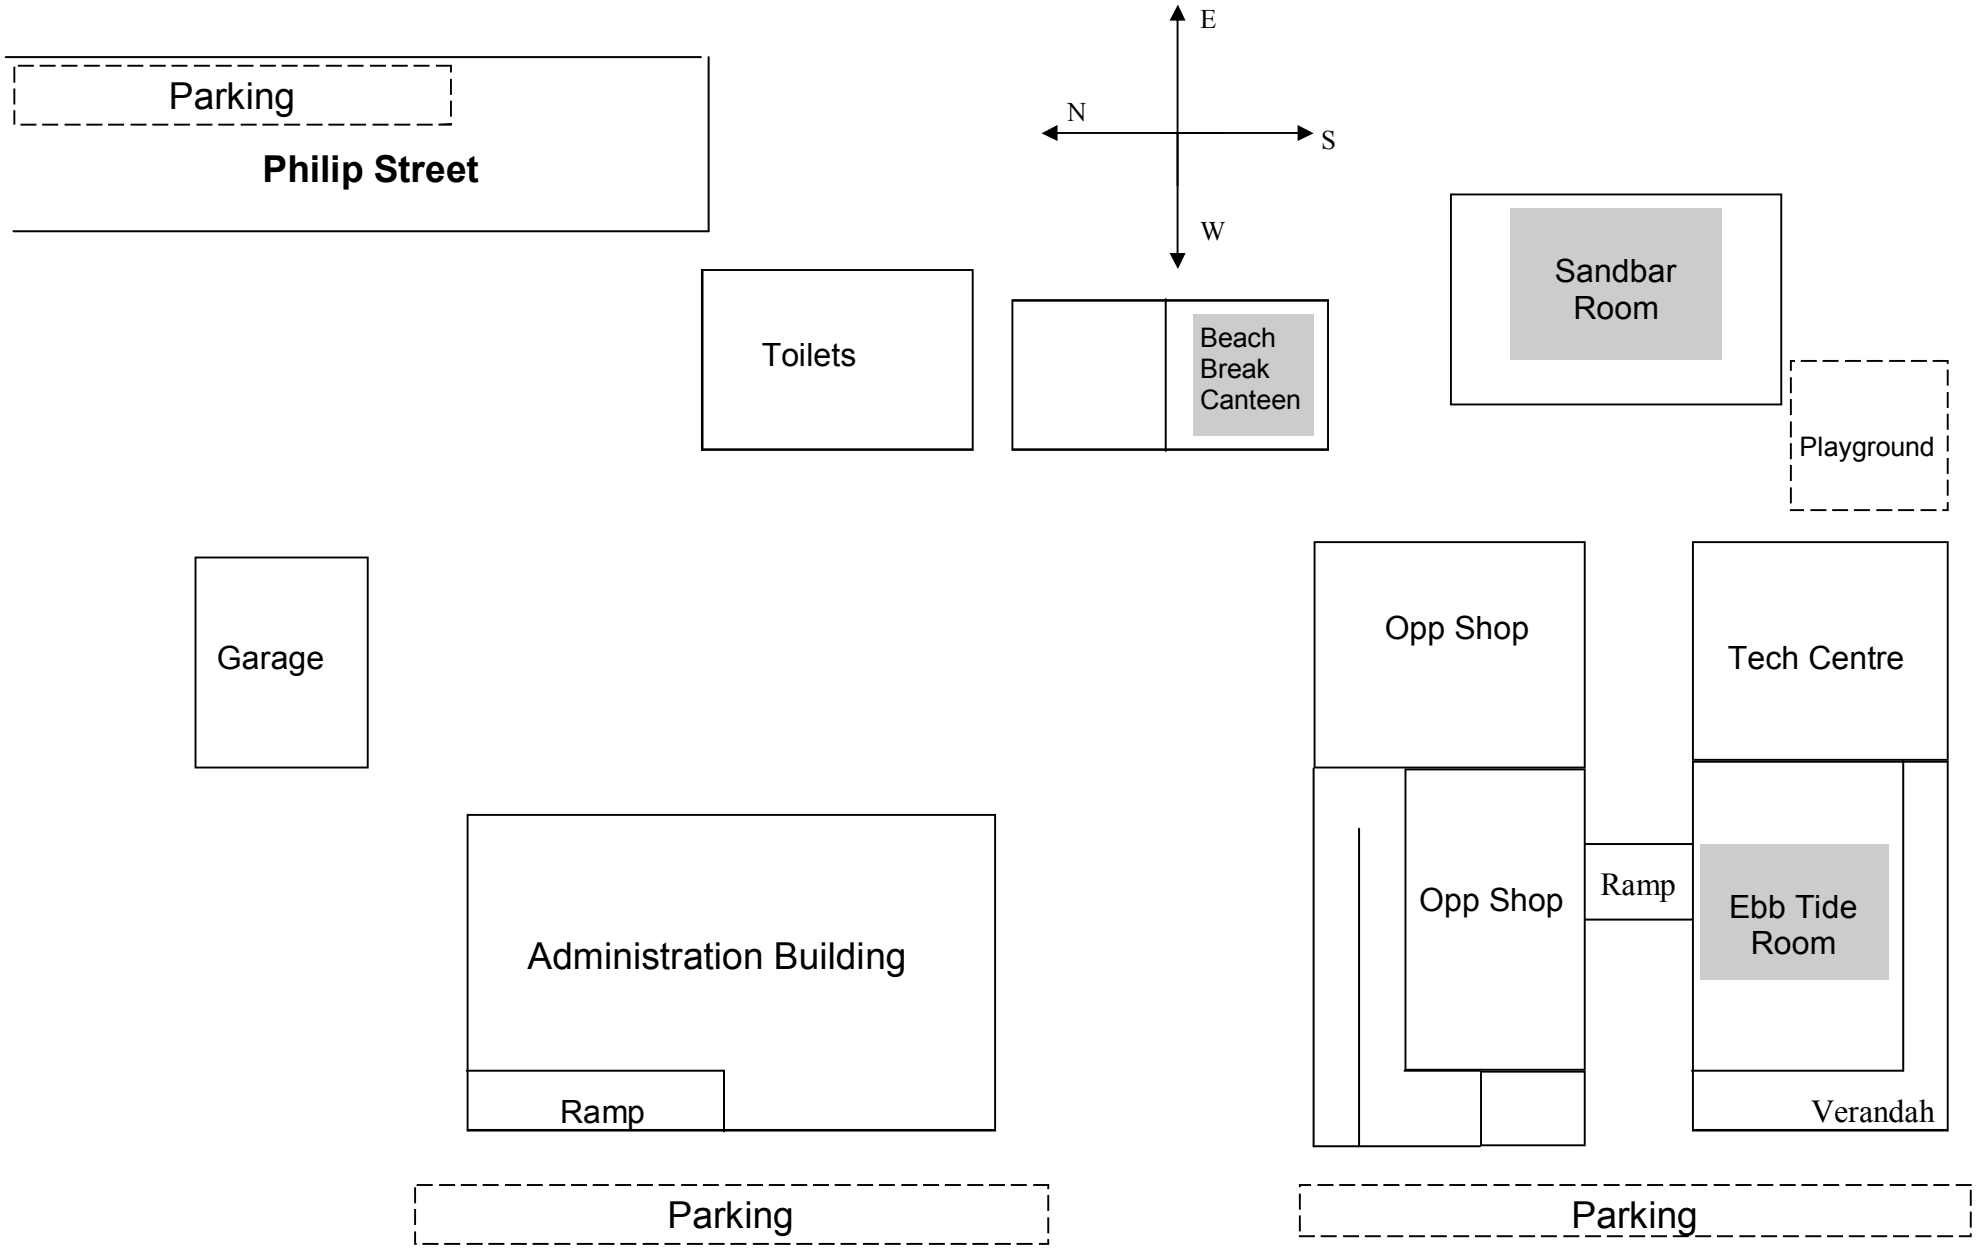 E
Parking
N
S
Philip Street
W
Sandbar
Room
Toilets
Beach
Break
Canteen
Playground
Garage
Opp Shop
Tech Centre
Administration Building
Opp Shop
Ramp
Ebb Tide
Room
Ramp
Verandah
Parking
Parking